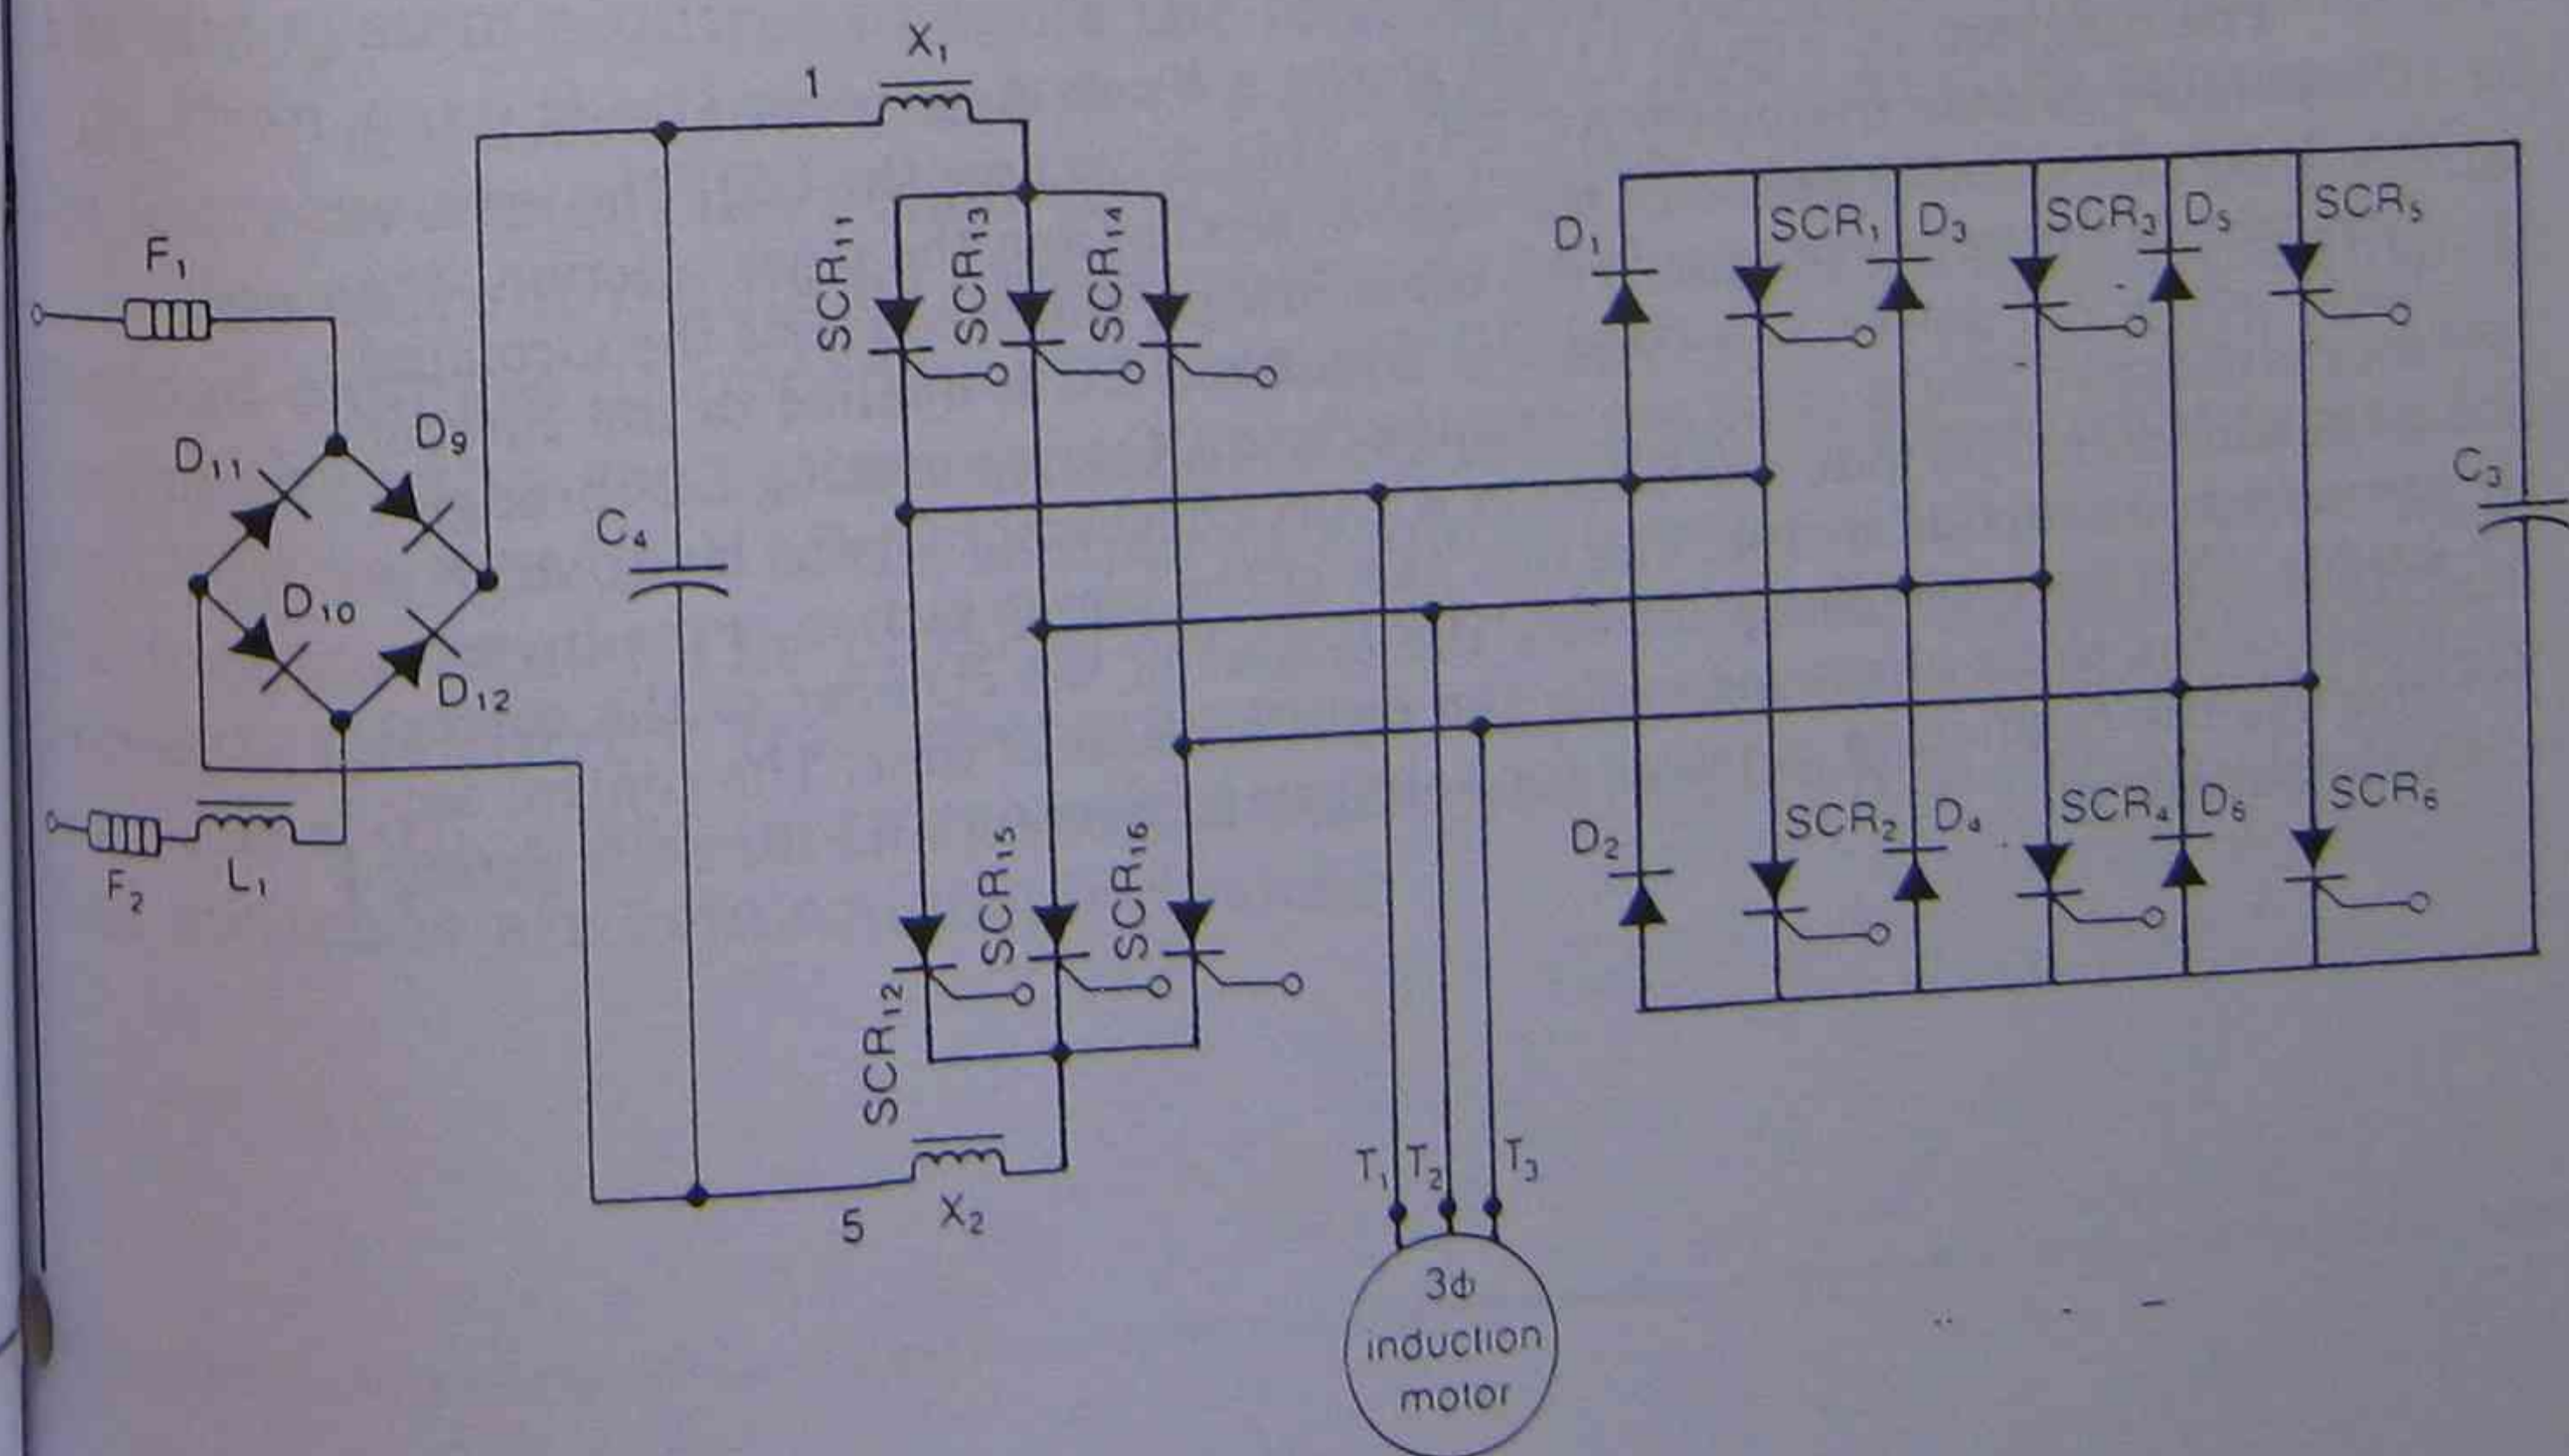 X₁
1
F₁
SCR₁₁
SCR₁₃
SCR₁₄
D₁
SCR₁
D₃
SCR₃
D₅
SCR₅
D₁₁
D₉
C₄
C₃
D₁₀
D₁₂
F₂
L₁
SCR₁₂
SCR₁₅
SCR₁₆
D₂
SCR₂
D₄
SCR₄
D₆
SCR₆
5
X₂
T₁ T₂ T₃
3ϕ
induction
motor